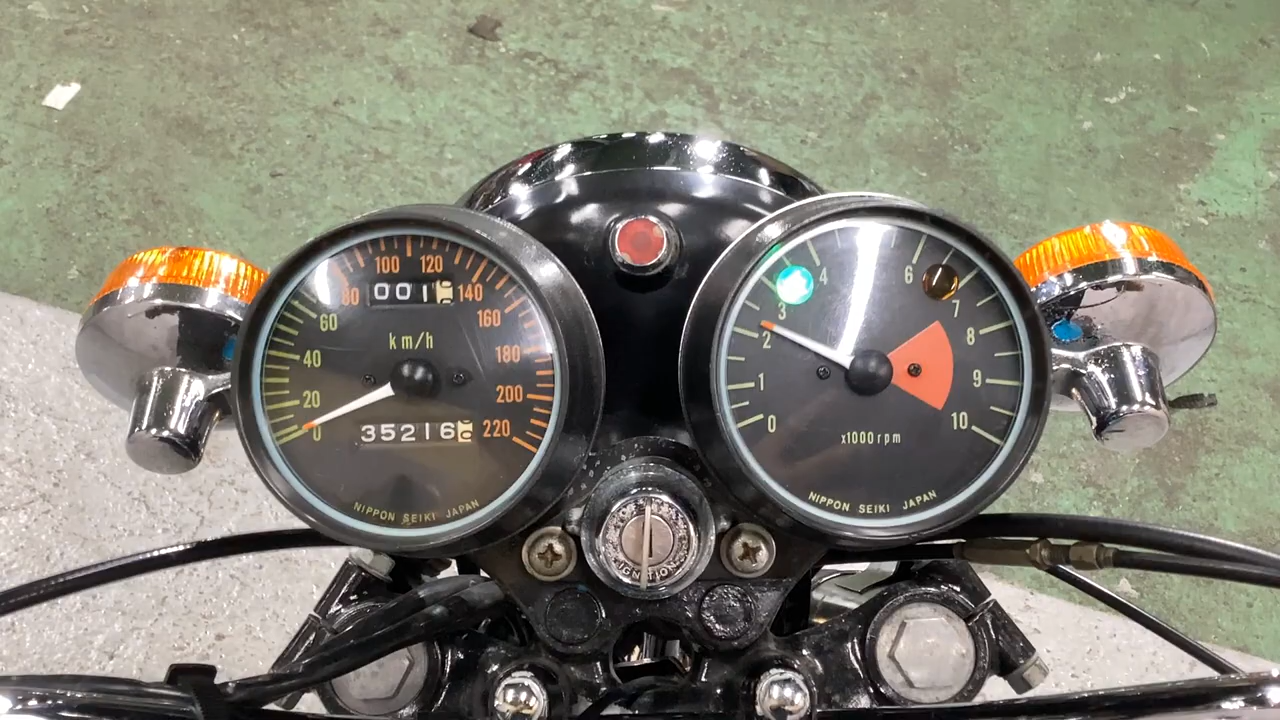 100 120
80 001 140
60 160
km/h
40 180
20 200
0 35216 220
NIPPON SEIKI JAPAN
4 5 6
3 7
2 8
1 9
0 10
x1000rpm
NIPPON SEIKI JAPAN
IGNITION